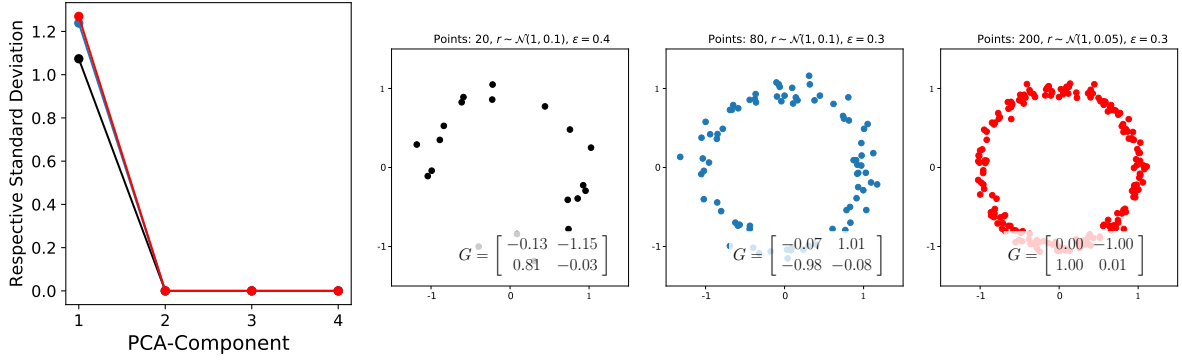 Respective Standard Deviation
1.2
1.0
0.8
0.6
0.4
0.2
0.0
1 2 3 4
PCA-Component
Points: 20, r ~ 𝒩(1, 0.1), ε = 0.4
1
0
-1
-1 0 1
G = [ −0.13 −1.15
0.81 −0.03 ]
Points: 80, r ~ 𝒩(1, 0.1), ε = 0.3
1
0
-1
-1 0 1
G = [ −0.07 1.01
−0.98 −0.08 ]
Points: 200, r ~ 𝒩(1, 0.05), ε = 0.3
1
0
-1
-1 0 1
G = [ 0.00 −1.00
1.00 0.01 ]